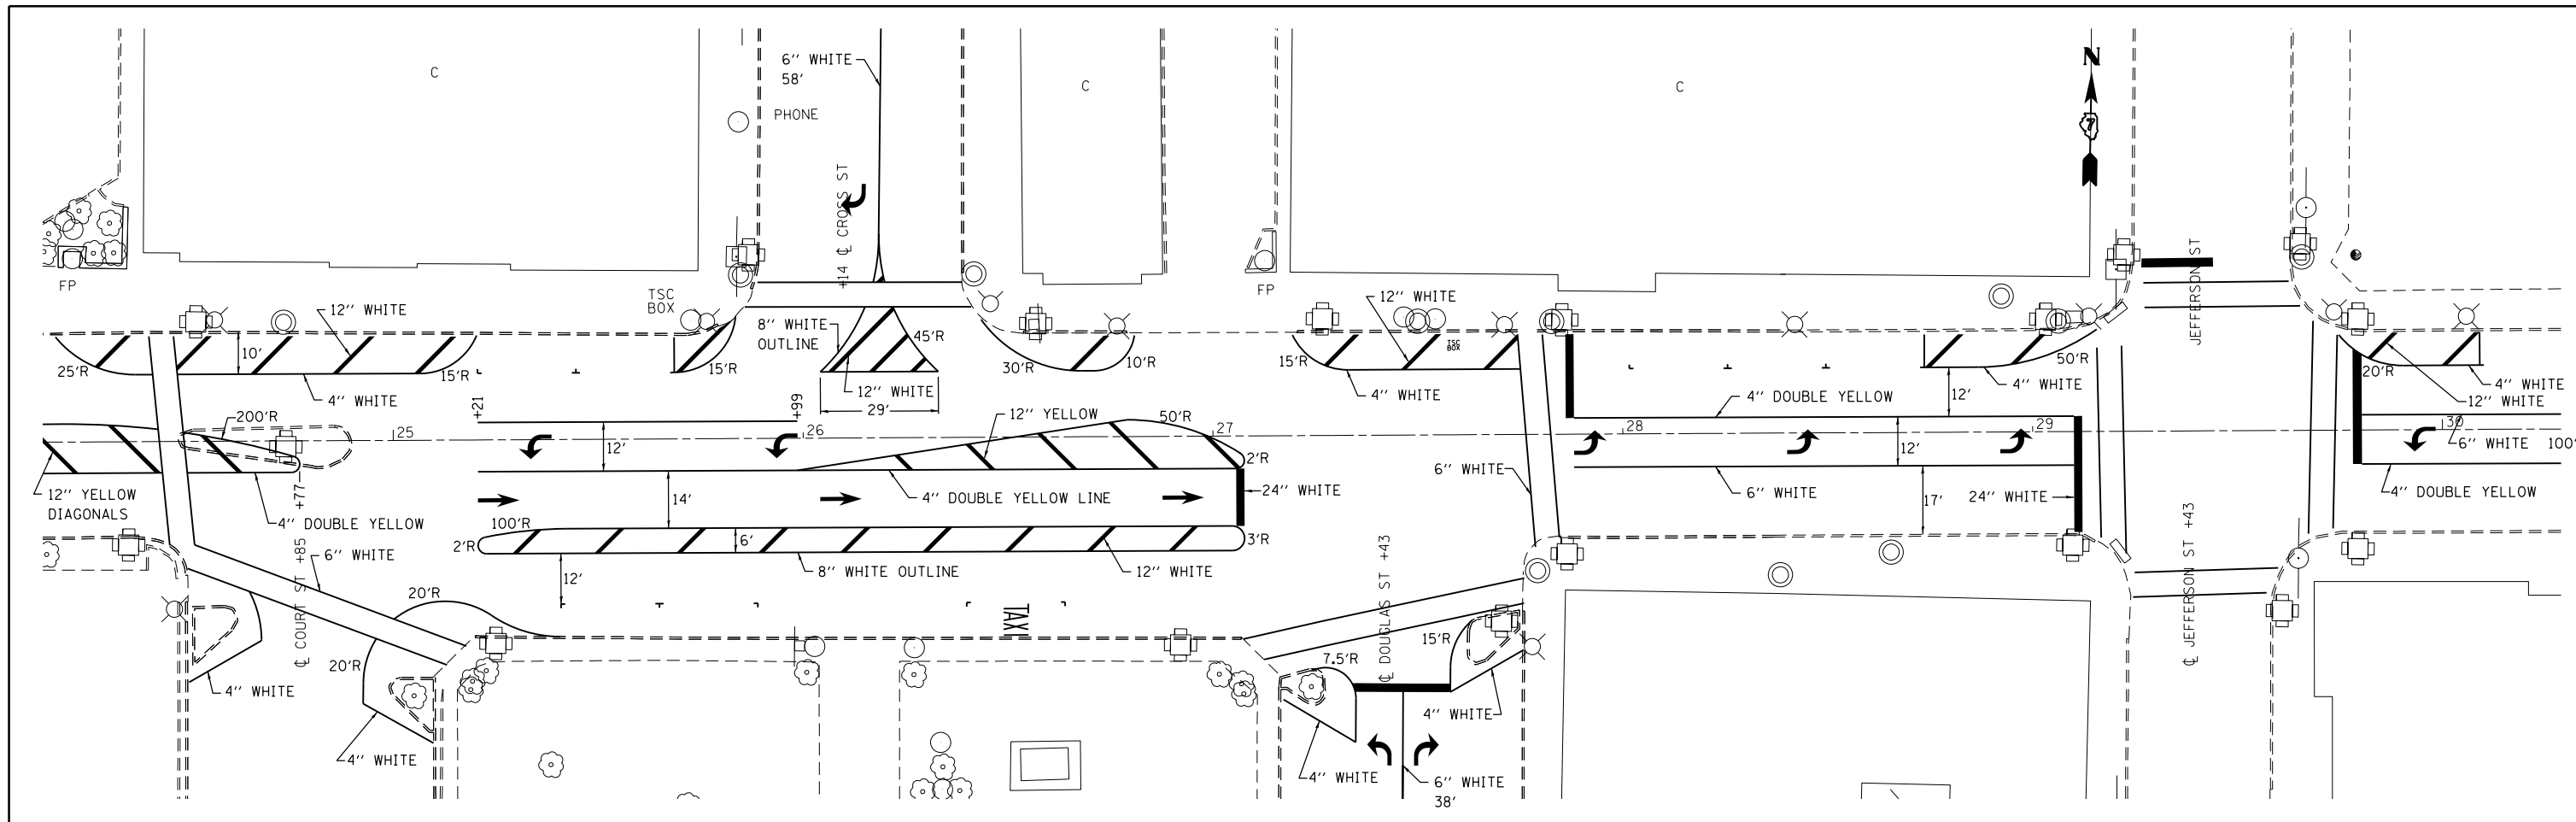 6'' WHITE
58'
C
C
C
N
7
PHONE
+14 ℄ CROSS ST
JEFFERSON ST
FP
TSC
BOX
FP
12'' WHITE
8'' WHITE
OUTLINE
45'R
12'' WHITE
TSC
BOX
10'
25'R
15'R
15'R
30'R
10'R
15'R
50'R
20'R
4'' WHITE
12'' WHITE
29'
4'' WHITE
4'' DOUBLE YELLOW
12'
4'' WHITE
4'' WHITE
12'' WHITE
200'R
+21
+99
12'' YELLOW
50'R
25
26
27
28
29
30
12'
12'
6'' WHITE 100'
2'R
6'' WHITE
24'' WHITE
12'' YELLOW
DIAGONALS
+77
4'' DOUBLE YELLOW
14'
4'' DOUBLE YELLOW LINE
6'' WHITE
17'
24'' WHITE
4'' DOUBLE YELLOW
100'R
2'R
6'
3'R
6'' WHITE
12'
8'' WHITE OUTLINE
12'' WHITE
℄ COURT ST +85
℄ DOUGLAS ST +43
℄ JEFFERSON ST +43
20'R
TAXI
20'R
7.5'R
15'R
4'' WHITE
4'' WHITE
4'' WHITE
4'' WHITE
6'' WHITE
38'